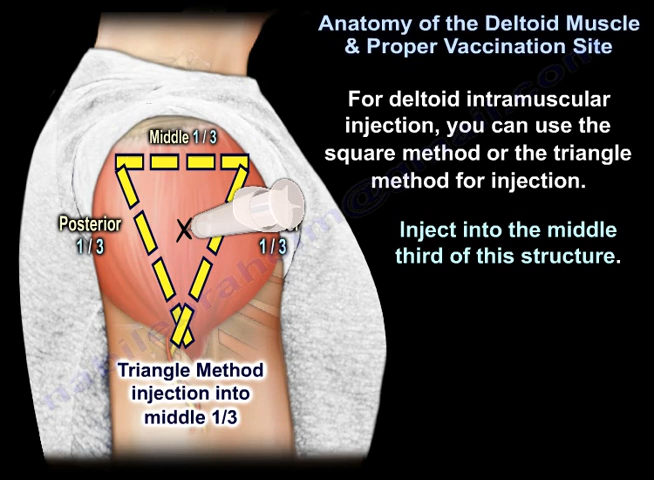 Anatomy of the Deltoid Muscle
& Proper Vaccination Site
For deltoid intramuscular
injection, you can use the
square method or the triangle
method for injection.
Inject into the middle
third of this structure.
Middle 1/3
Posterior
1/3
1/3
X
Triangle Method
injection into
middle 1/3